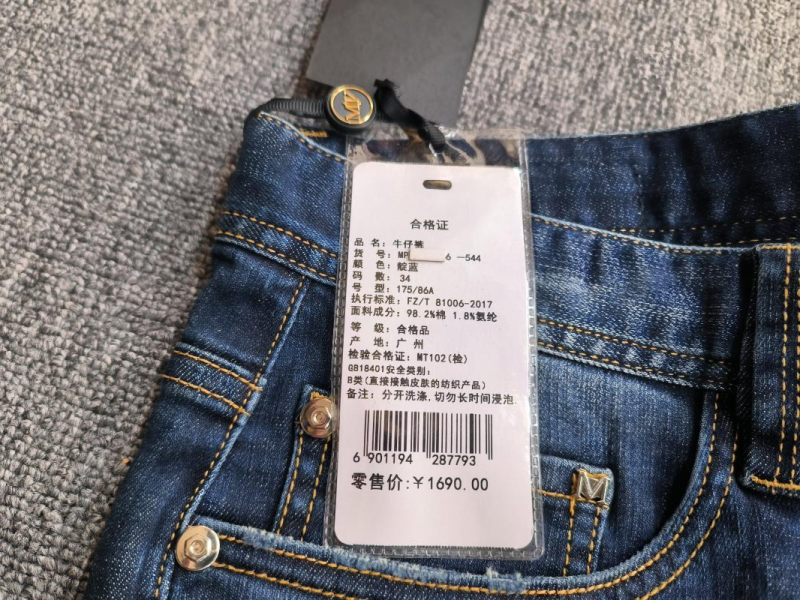 MV
合格证
品 名: 牛仔裤
货 号: MP 6 —544
颜 色: 靛蓝
码 数: 34
号 型: 175/86A
执行标准: FZ/T 81006-2017
面料成分: 98.2%棉 1.8%氨纶
等 级: 合格品
产 地: 广州
检验合格证: MT102(检)
GB18401安全类别:
B类(直接接触皮肤的纺织产品)
备注: 分开洗涤,切勿长时间浸泡
6 901194 287793
零售价:¥1690.00